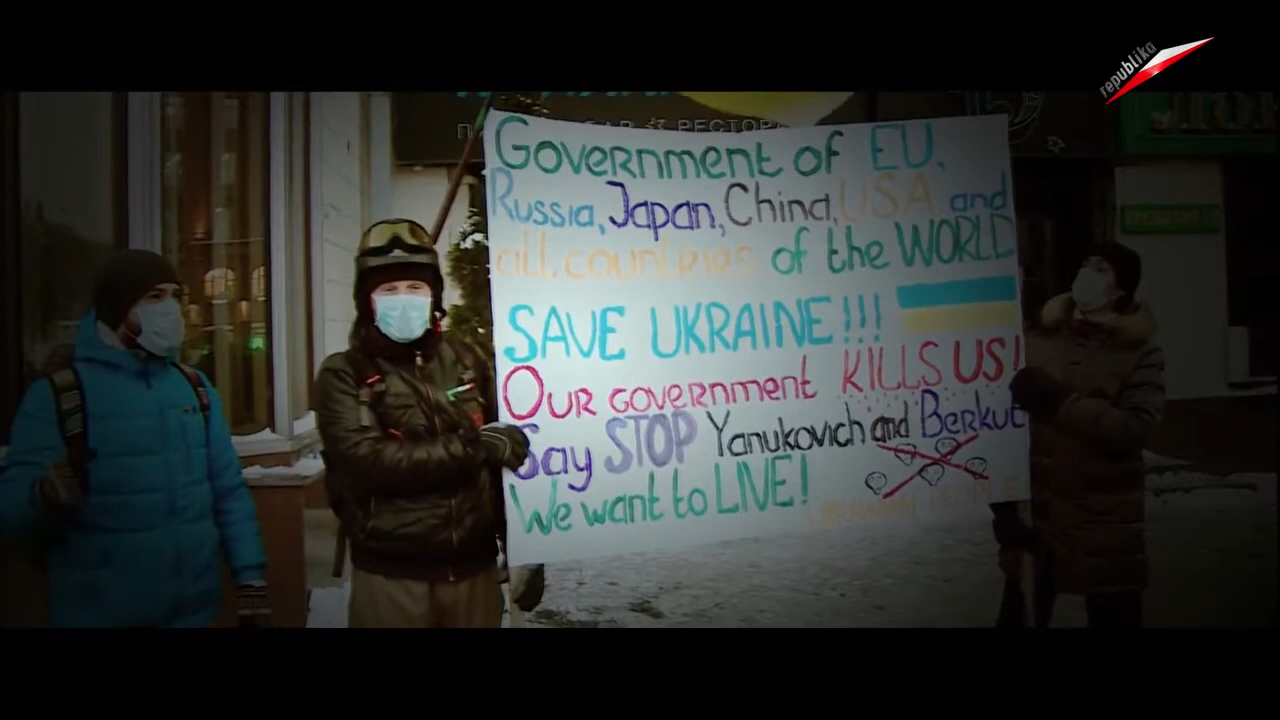 republika
РЕСТОР
Government of EU,
Russia, Japan, China, USA and
all countries of the WORLD
SAVE UKRAINE!!!
Our government KILLS US!
Say STOP Yanukovich and Berkut
We want to LIVE!